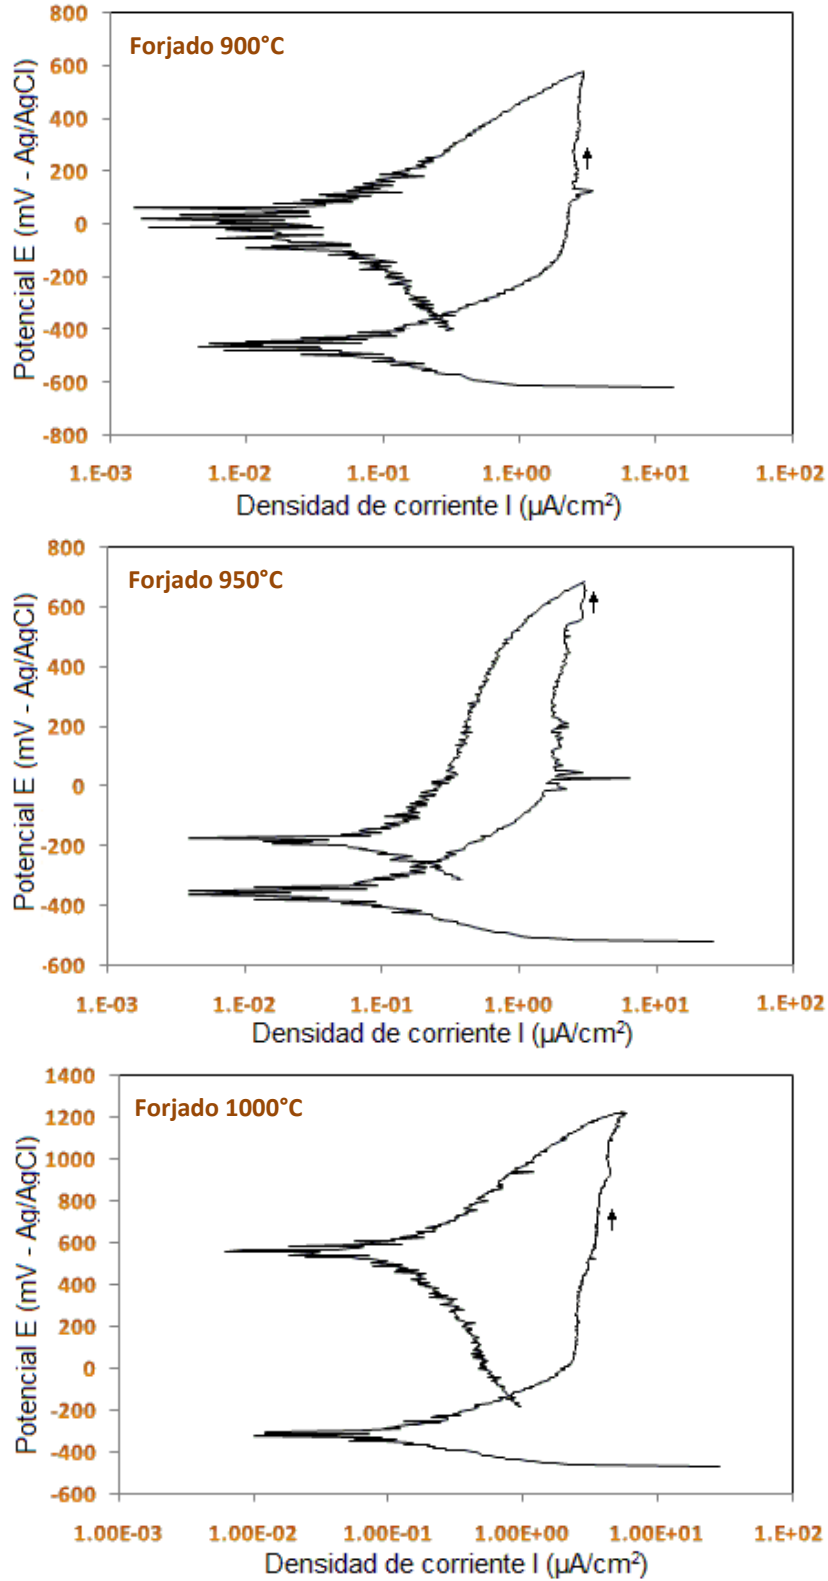 800
Forjado 900°C
600
400
200
0
-200
-400
-600
-800
Potencial E (mV - Ag/AgCl)
1.E-03 1.E-02 1.E-01 1.E+00 1.E+01 1.E+02
Densidad de corriente I (µA/cm²)
800
Forjado 950°C
600
400
200
0
-200
-400
-600
Potencial E (mV - Ag/AgCl)
1.E-03 1.E-02 1.E-01 1.E+00 1.E+01 1.E+02
Densidad de corriente I (µA/cm²)
1400
Forjado 1000°C
1200
1000
800
600
400
200
0
-200
-400
-600
Potencial E (mV - Ag/AgCl)
1.00E-03 1.00E-02 1.00E-01 1.00E+00 1.00E+01 1.E+02
Densidad de corriente I (µA/cm²)